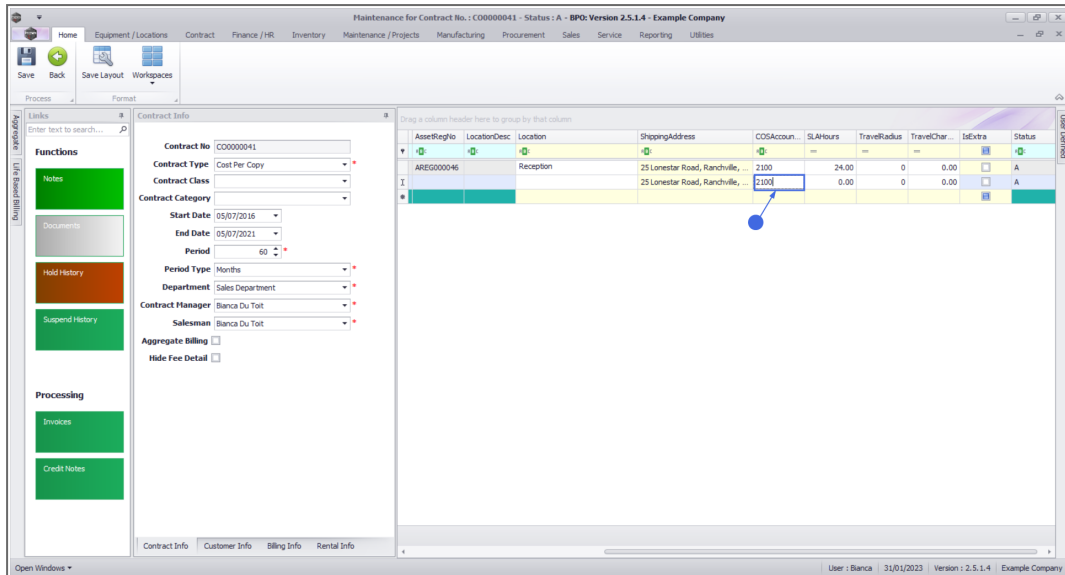 Maintenance for Contract No. : CO0000041 - Status : A - BPO: Version 2.5.1.4 - Example Company
Home Equipment / Locations Contract Finance / HR Inventory Maintenance / Projects Manufacturing Procurement Sales Service Reporting Utilities
Save Back Save Layout Workspaces
Process Format
Aggregate
Life Based Billing
Links
Enter text to search...
Functions
Notes
Documents
Hold History
Suspend History
Processing
Invoices
Credit Notes
Contract Info
Contract No CO0000041
Contract Type Cost Per Copy *
Contract Class
Contract Category
Start Date 05/07/2016
End Date 05/07/2021
Period 60 *
Period Type Months *
Department Sales Department *
Contract Manager Bianca Du Toit *
Salesman Bianca Du Toit *
Aggregate Billing
Hide Fee Detail
Contract Info Customer Info Billing Info Rental Info
Drag a column header here to group by that column
AssetRegNo LocationDesc Location ShippingAddress COSAccoun... SLAHours TravelRadius TravelChar... IsExtra Status
AREG000046 Reception 25 Lonestar Road, Ranchville, ... 2100 24.00 0 0.00 A
25 Lonestar Road, Ranchville, ... 2100 0.00 0 0.00 A
User Defined
Open Windows User : Bianca 31/01/2023 Version : 2.5.1.4 Example Company